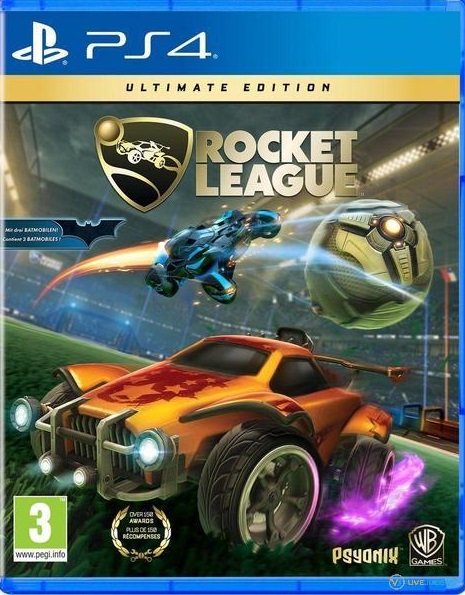 PS4
ULTIMATE EDITION
ROCKET
LEAGUE
Mit drei BATMOBILEN!
Contient 3 BATMOBILES !
OVER 150
AWARDS
PLUS DE 150
RÉCOMPENSES
3
www.pegi.info
PSYONIX
WB
GAMES